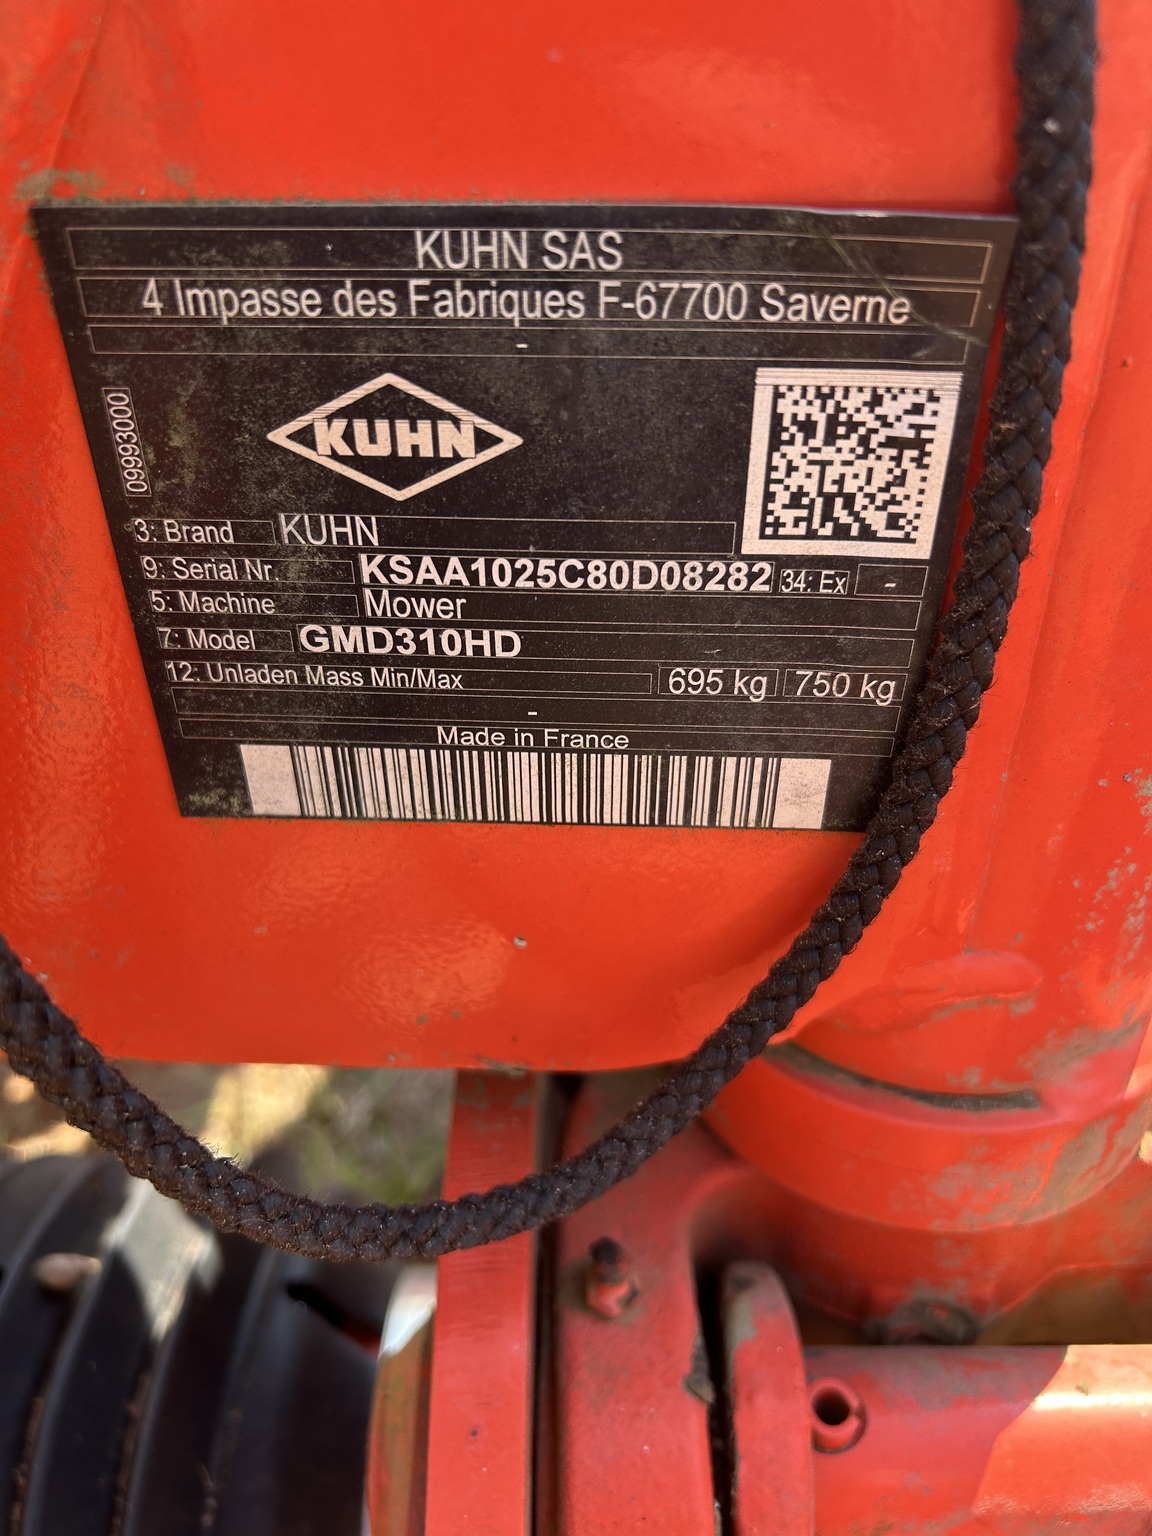 KUHN SAS
4 Impasse des Fabriques F-67700 Saverne
-
09993000
KUHN
3: Brand KUHN
9: Serial Nr. KSAA1025C80D08282 34: Ex -
5: Machine Mower
7: Model GMD310HD
12: Unladen Mass Min/Max 695 kg 750 kg
-
Made in France